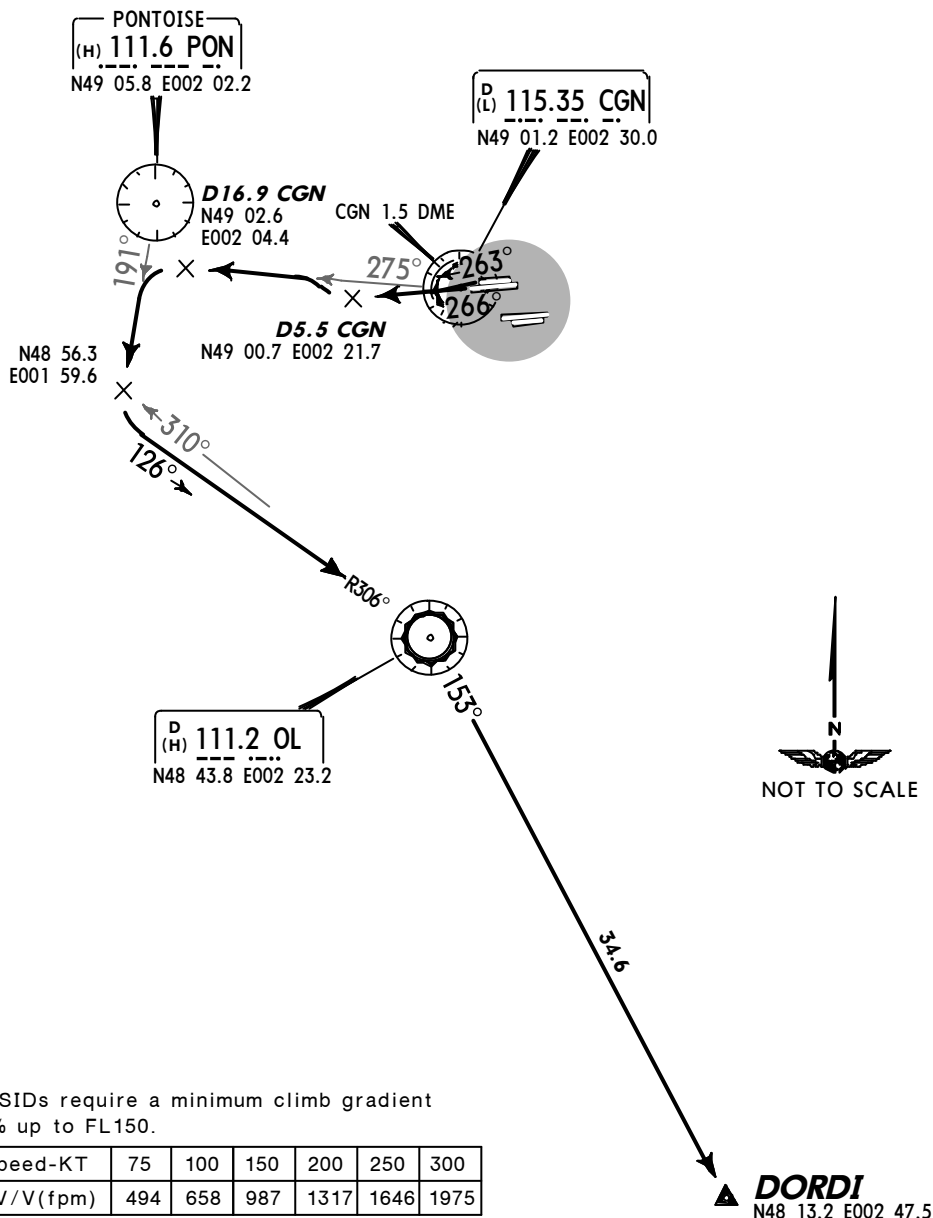 PONTOISE
(H) 111.6 PON
N49 05.8 E002 02.2
D
(L) 115.35 CGN
N49 01.2 E002 30.0
D16.9 CGN
N49 02.6
E002 04.4
CGN 1.5 DME
191°
275°
263°
266°
D5.5 CGN
N49 00.7 E002 21.7
N48 56.3
E001 59.6
310°
126°
R306°
153°
D
(H) 111.2 OL
N48 43.8 E002 23.2
N
NOT TO SCALE
34.6
SIDs require a minimum climb gradient
% up to FL150.
peed-KT 75 100 150 200 250 300
V/V(fpm) 494 658 987 1317 1646 1975
DORDI
N48 13.2 E002 47.5